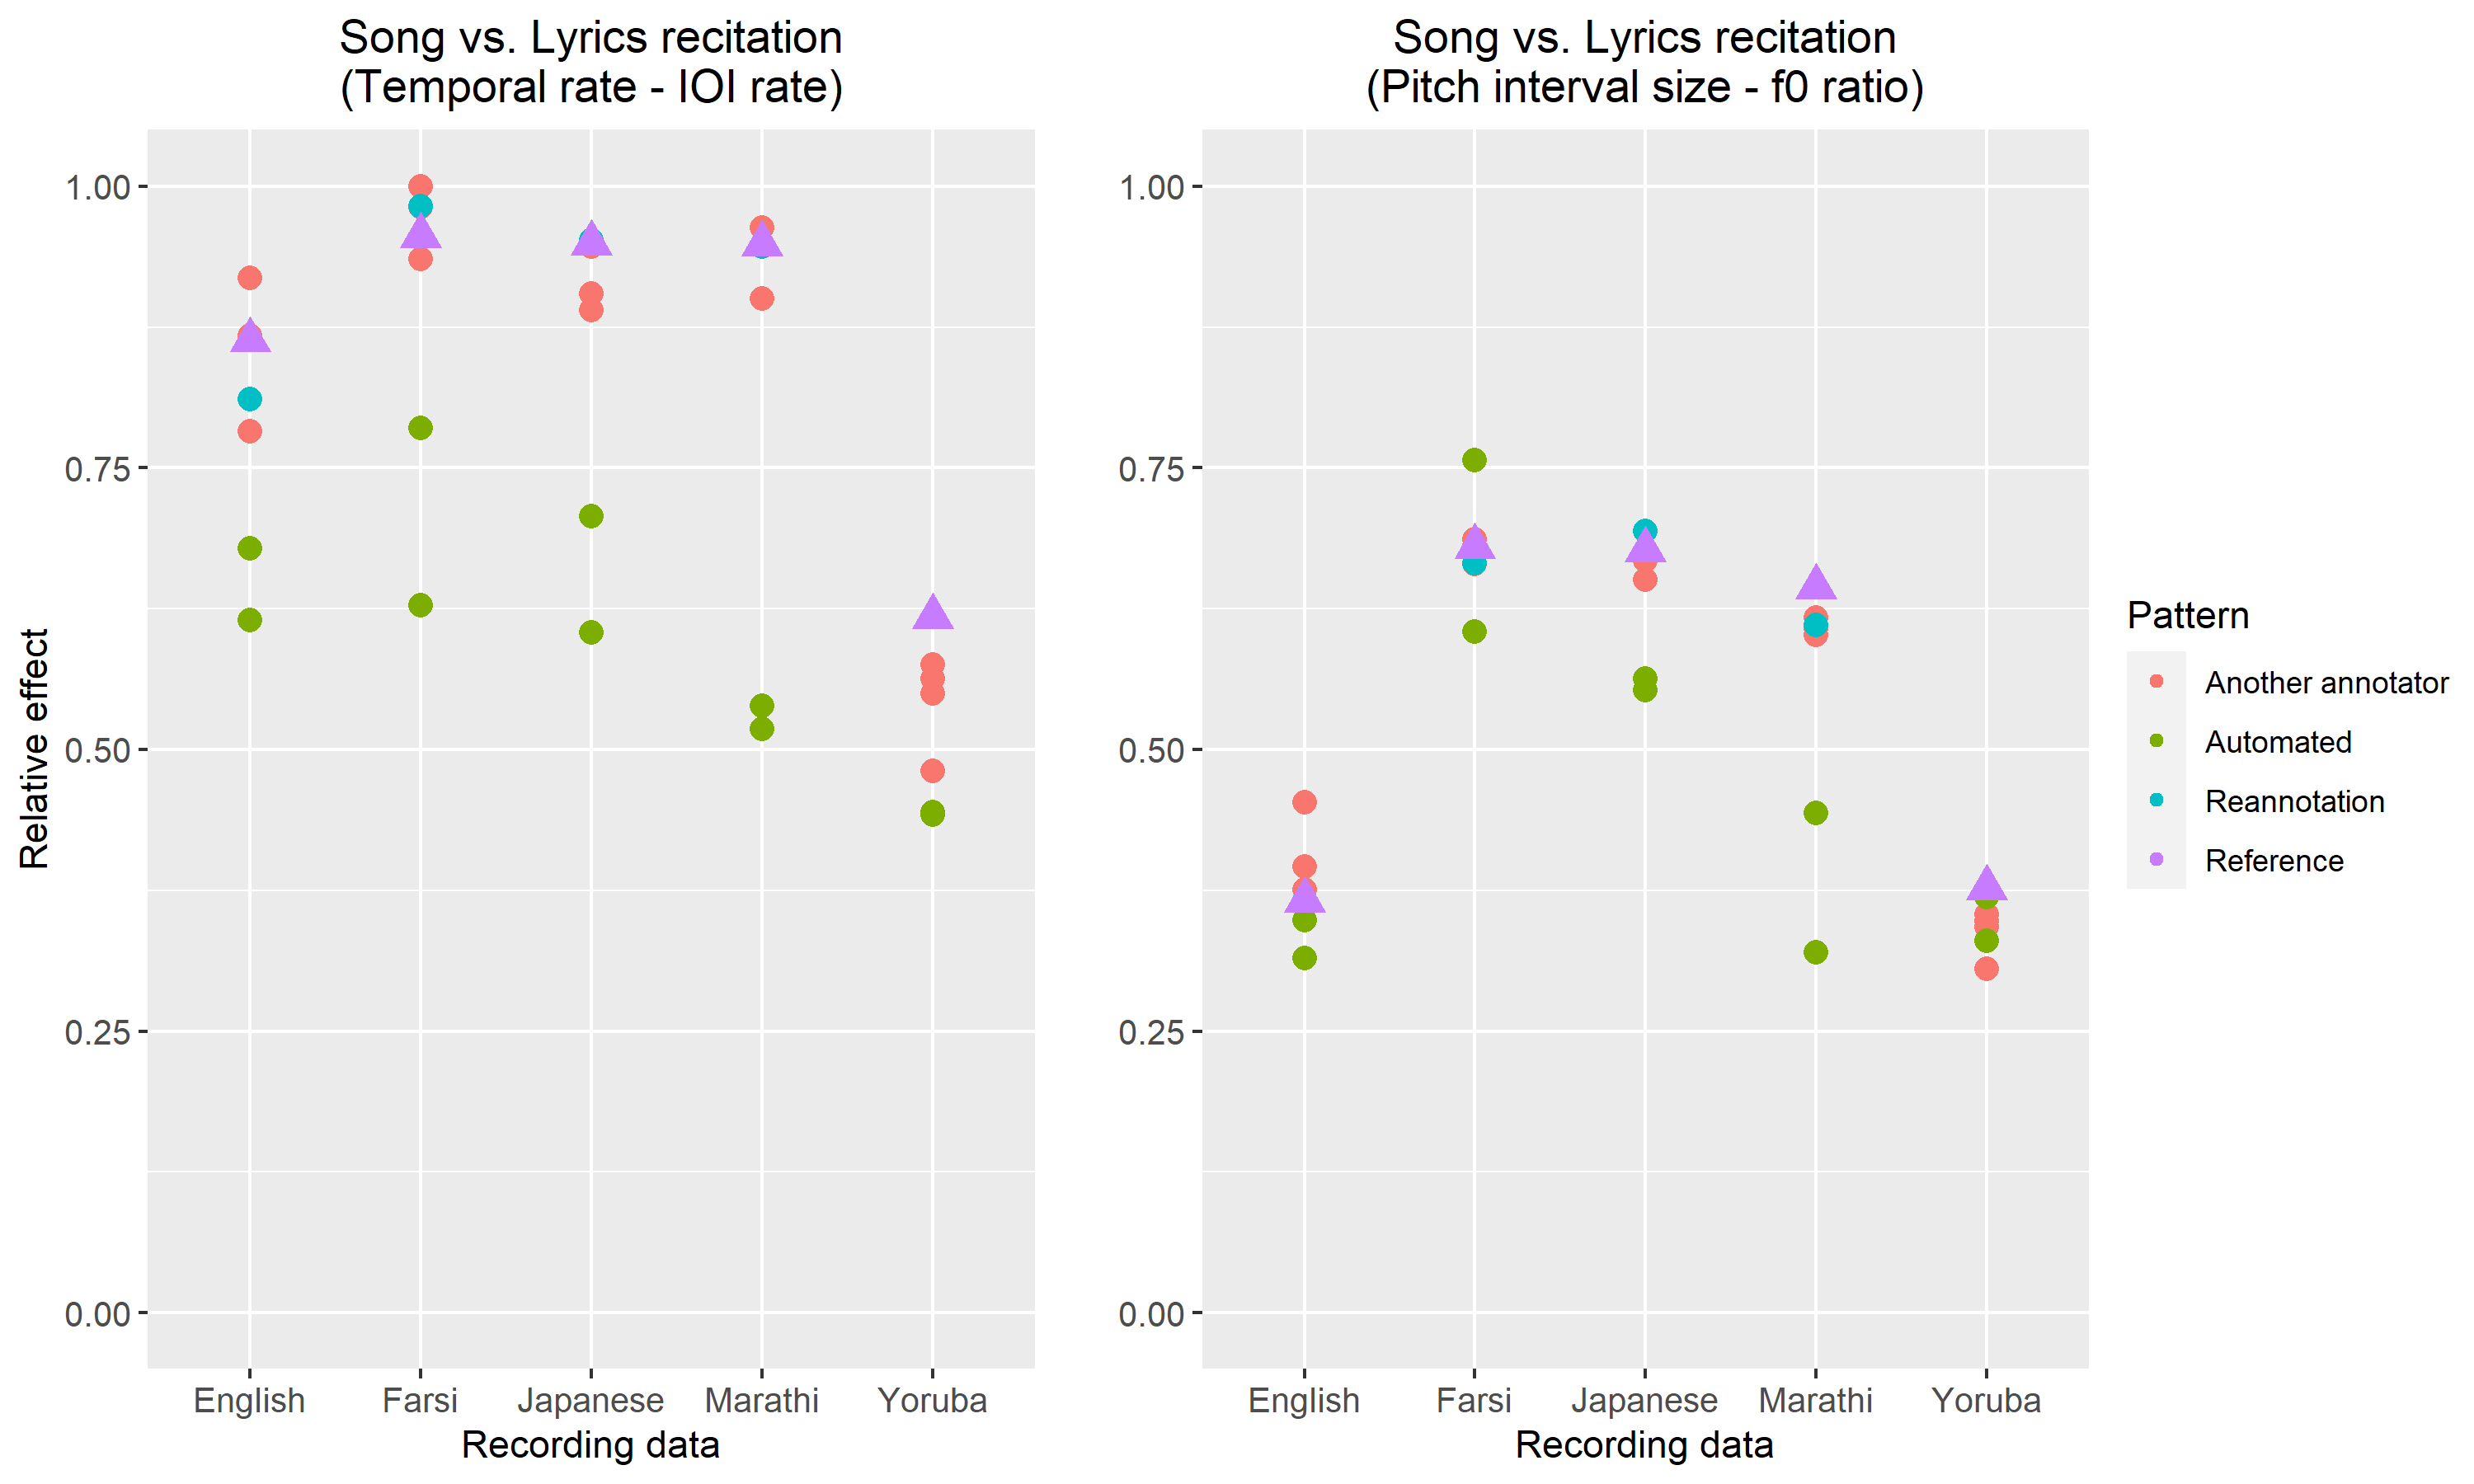 Song vs. Lyrics recitation
(Temporal rate - IOI rate)
Song vs. Lyrics recitation
(Pitch interval size - f0 ratio)
Relative effect
1.00
0.75
0.50
0.25
0.00
English Farsi Japanese Marathi Yoruba
Recording data
1.00
0.75
0.50
0.25
0.00
English Farsi Japanese Marathi Yoruba
Recording data
Pattern
Another annotator
Automated
Reannotation
Reference